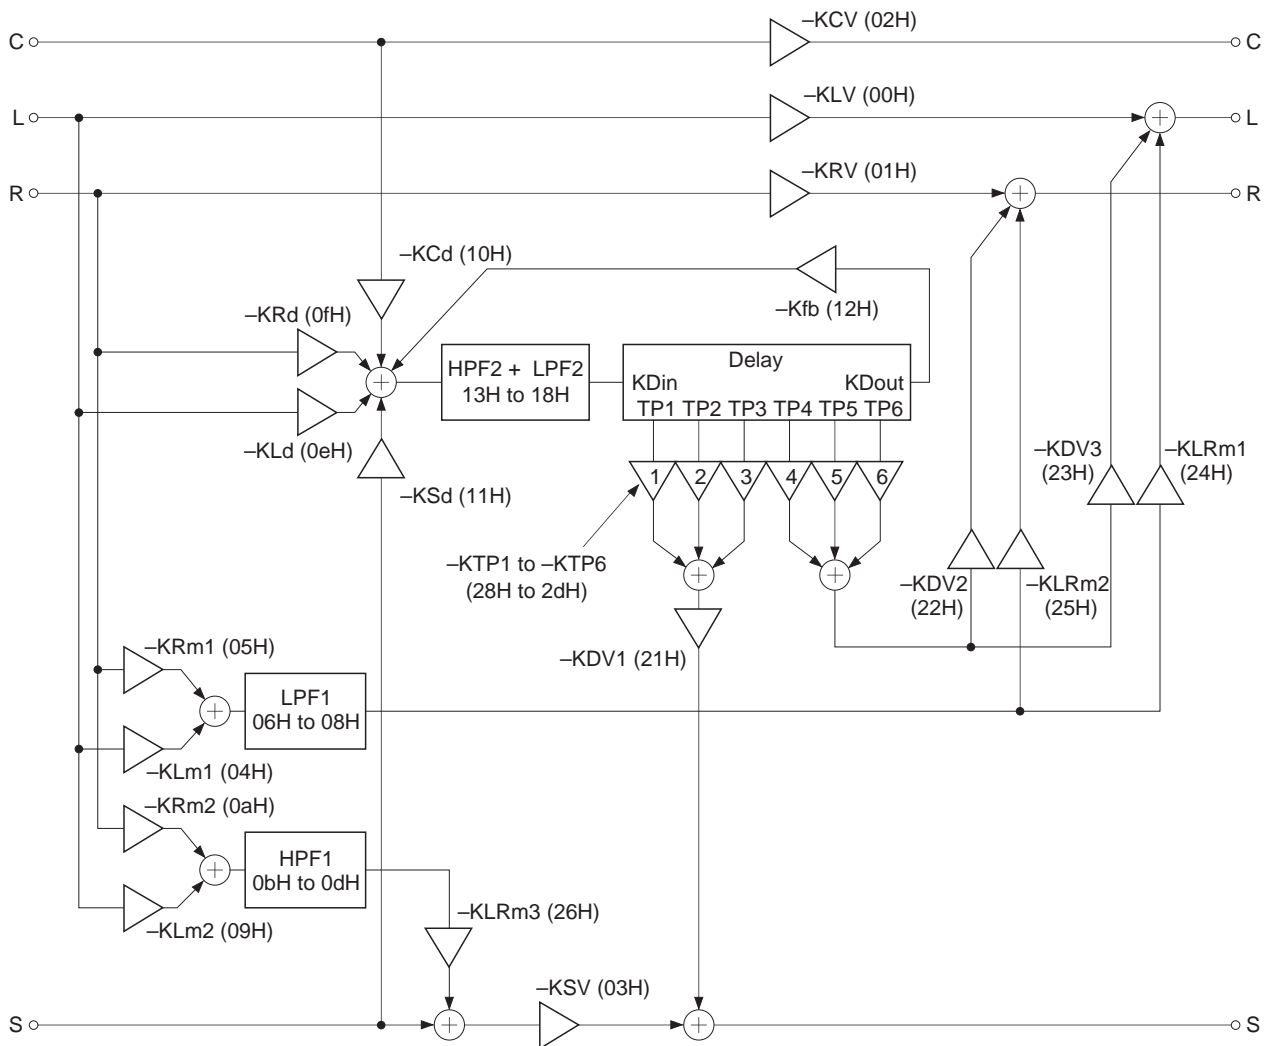 –KCV (02H)
C
C
–KLV (00H)
L
L
–KRV (01H)
R
R
–KCd (10H)
–KRd (0fH)
–Kfb (12H)
HPF2 + LPF2
13H to 18H
Delay
KDin
KDout
TP1 TP2 TP3 TP4 TP5 TP6
–KLd (0eH)
–KSd (11H)
1 2 3 4 5 6
–KDV3
(23H)
–KLRm1
(24H)
–KTP1 to –KTP6
(28H to 2dH)
–KDV2
(22H)
–KLRm2
(25H)
–KDV1 (21H)
–KRm1 (05H)
LPF1
06H to 08H
–KLm1 (04H)
–KRm2 (0aH)
HPF1
0bH to 0dH
–KLm2 (09H)
–KLRm3 (26H)
–KSV (03H)
S
S